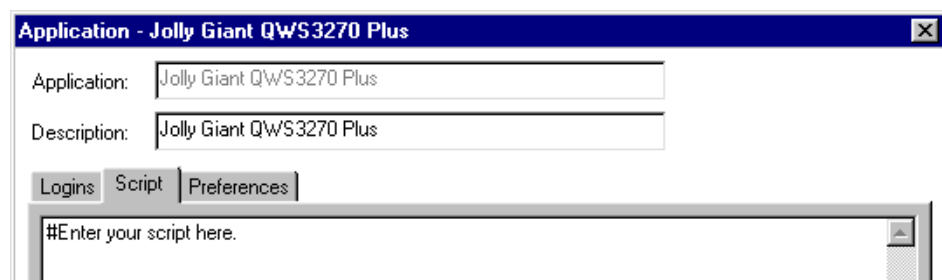 Application - Jolly Giant QWS3270 Plus
Application: Jolly Giant QWS3270 Plus
Description: Jolly Giant QWS3270 Plus
Logins Script Preferences
#Enter your script here.